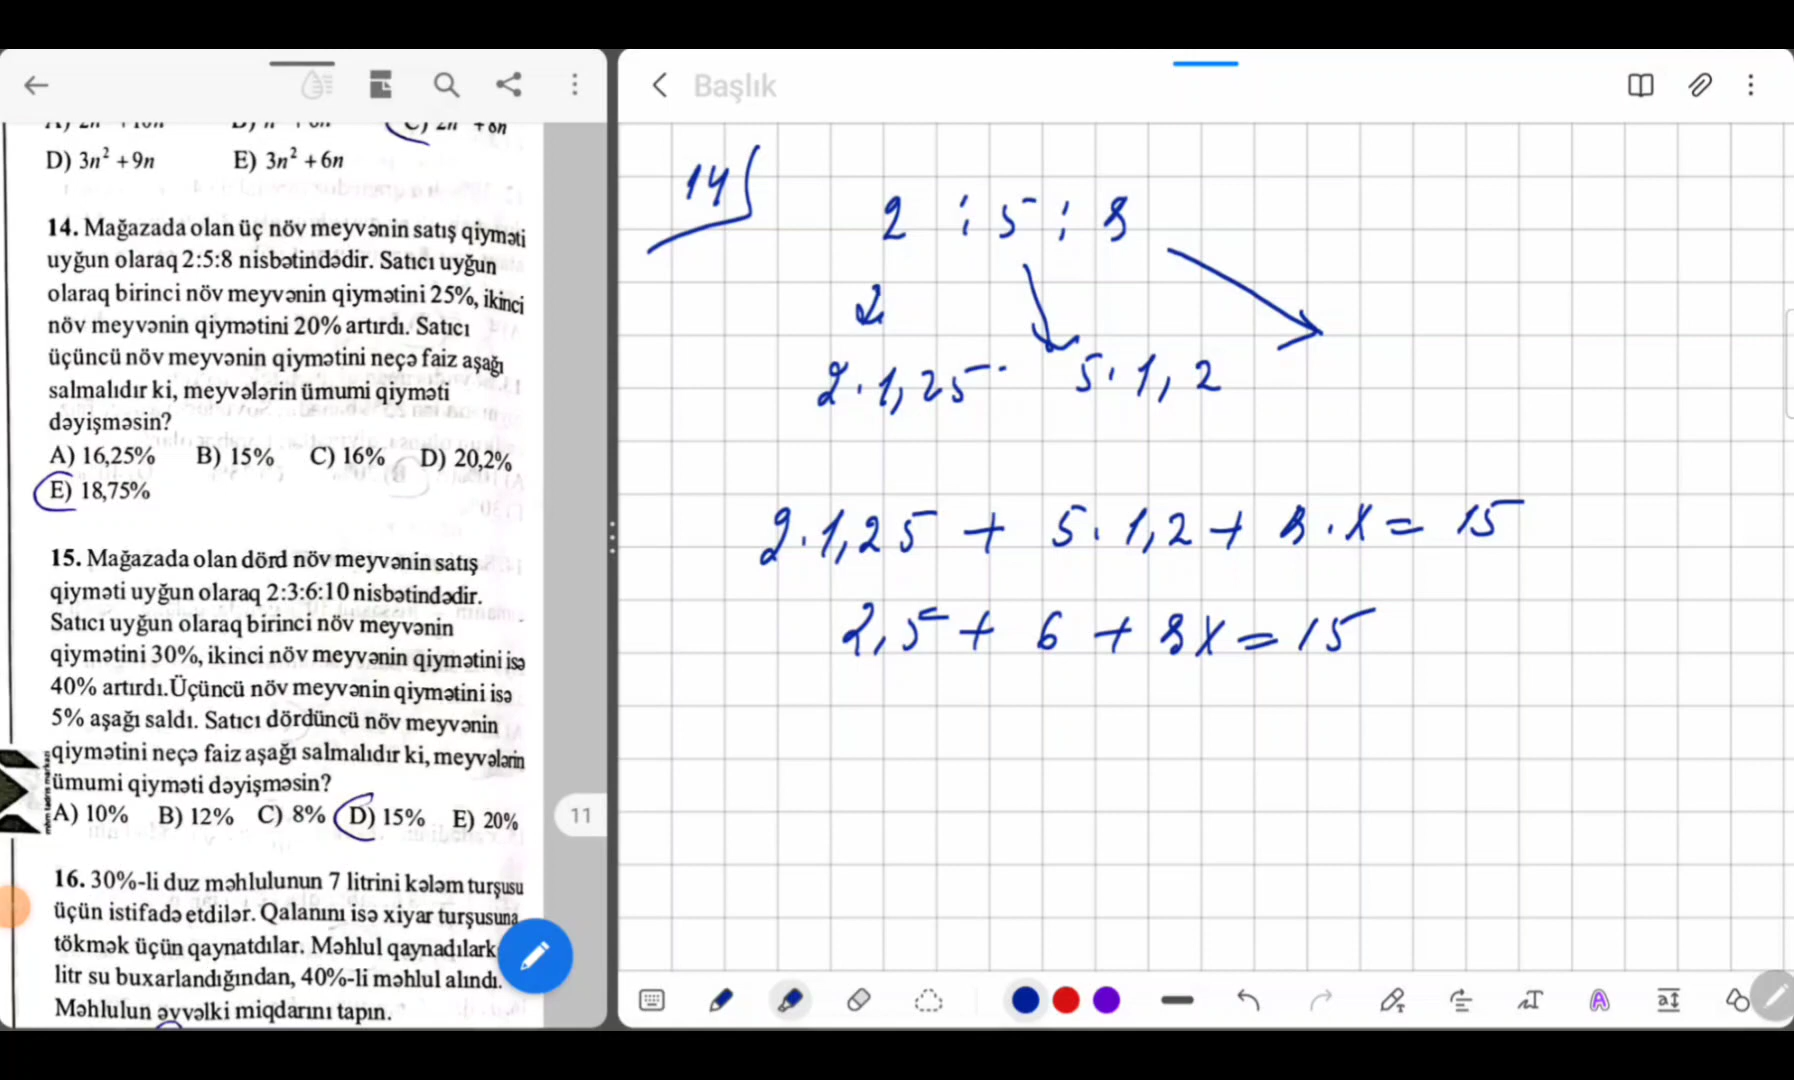 D) 3n² +9n E) 3n² +6n
14. Mağazada olan üç növ meyvənin satış qiyməti
uyğun olaraq 2:5:8 nisbətindədir. Satıcı uyğun
olaraq birinci növ meyvənin qiymətini 25%, ikinci
növ meyvənin qiymətini 20% artırdı. Satıcı
üçüncü növ meyvənin qiymətini neçə faiz aşağı
salmalıdır ki, meyvələrin ümumi qiyməti
dəyişməsin?
A) 16,25% B) 15% C) 16% D) 20,2%
E) 18,75%
15. Mağazada olan dörd növ meyvənin satış
qiyməti uyğun olaraq 2:3:6:10 nisbətindədir.
Satıcı uyğun olaraq birinci növ meyvənin
qiymətini 30%, ikinci növ meyvənin qiymətini isə
40% artırdı.Üçüncü növ meyvənin qiymətini isə
5% aşağı saldı. Satıcı dördüncü növ meyvənin
qiymətini neçə faiz aşağı salmalıdır ki, meyvələrin
ümumi qiyməti dəyişməsin?
A) 10% B) 12% C) 8% D) 15% E) 20%
11
16. 30%-li duz məhlulunun 7 litrini kələm turşusu
üçün istifadə etdilər. Qalanını isə xiyar turşusuna
tökmək üçün qaynatdılar. Məhlul qaynadılark
litr su buxarlandığından, 40%-li məhlul alındı.
Məhlulun əvvəlki miqdarını tapın.
Başlık
14
2 : 5 : 8
2
2·1,25 5·1,2
2·1,25 + 5·1,2 + 8·x = 15
2,5 + 6 + 8x = 15